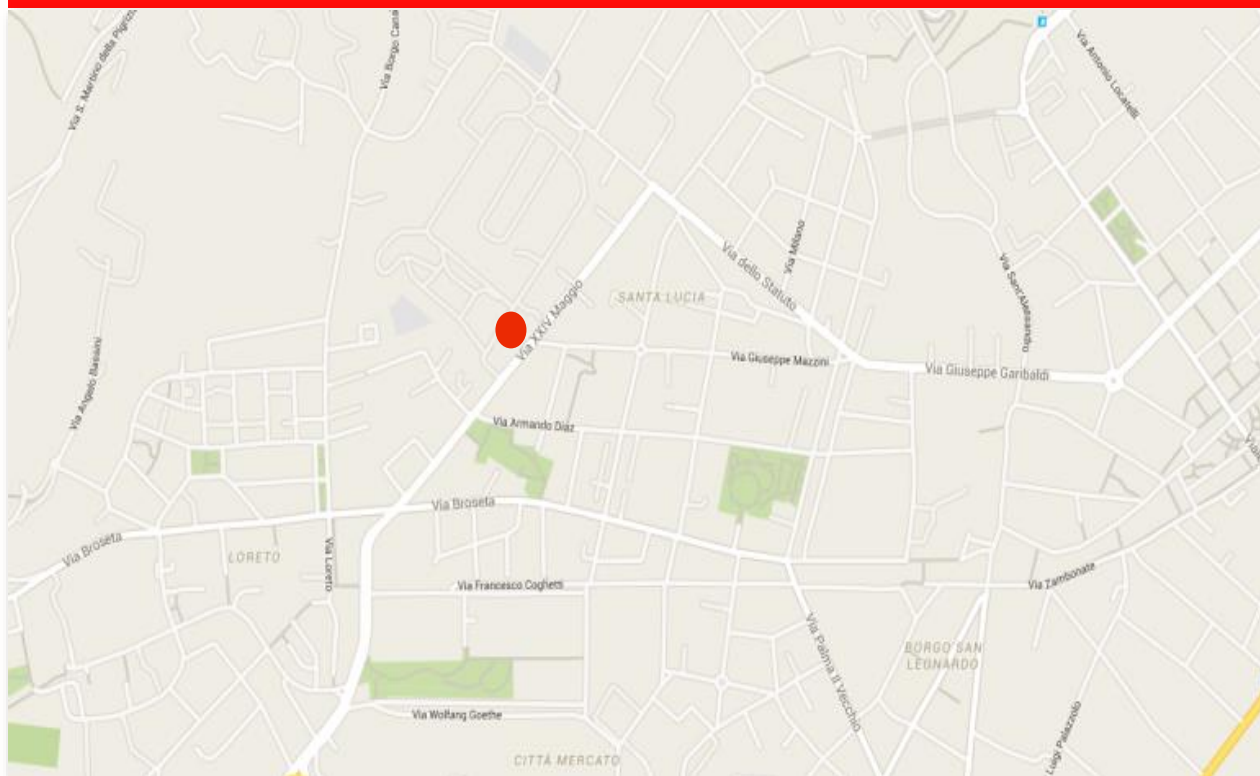 Via S. Martino della Pigrizia
Via Borgo Cana
Via Antonio Locatelli
Via Milano
Via dello Statuto
Via Sant'Alessandro
Via XXIV Maggio
SANTA LUCIA
Via Giuseppe Mazzini
Via Giuseppe Garibaldi
Via Angelo Bassini
Via Armando Diaz
Via Broseta
Via Broseta
LORETO
Via Loreto
Via Francesco Coghetti
Via Zambonate
Via Palma Il Vecchio
BORGO SAN
LEONARDO
Via Wolfang Goethe
Luigi Palazzolo
CITTÀ MERCATO